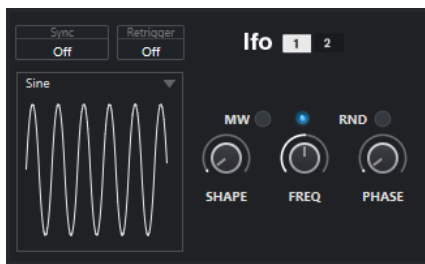 Sync
Off
Retrigger
Off
lfo 1 2
Sine
MW RND
SHAPE FREQ PHASE